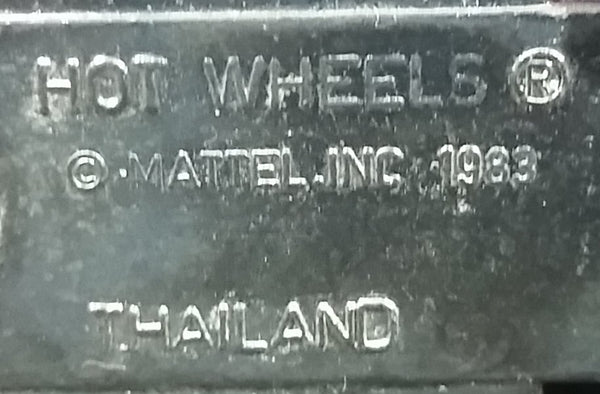 HOT WHEELS ®
© MATTEL, INC. 1983
THAILAND